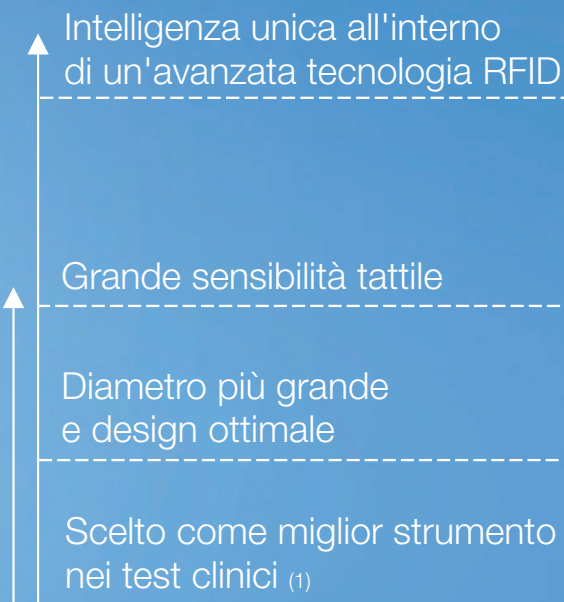 Intelligenza unica all'interno
di un'avanzata tecnologia RFID
Grande sensibilità tattile
Diametro più grande
e design ottimale
Scelto come miglior strumento
nei test clinici (1)